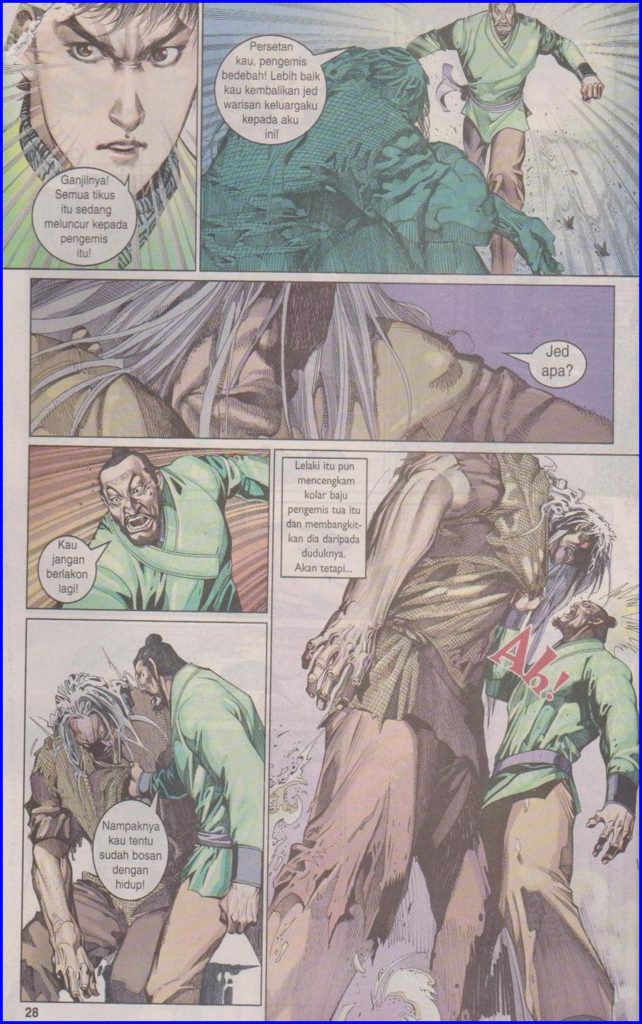 Ganjilnya!
Semua tikus
itu sedang
meluncur kepada
pengemis
itu!
Persetan
kau, pengemis
bedebah! Lebih baik
kau kembalikan jed
warisan keluargaku
kepada aku
ini!
Jed
apa?
Kau
jangan
berlakon
lagi!
Nampaknya
kau tentu
sudah bosan
dengan
hidup!
Lelaki itu pun
mencengkam
kolar baju
pengemis tua itu
dan membangkit-
kan dia daripada
duduknya.
Akan tetapi...
Ah!
28